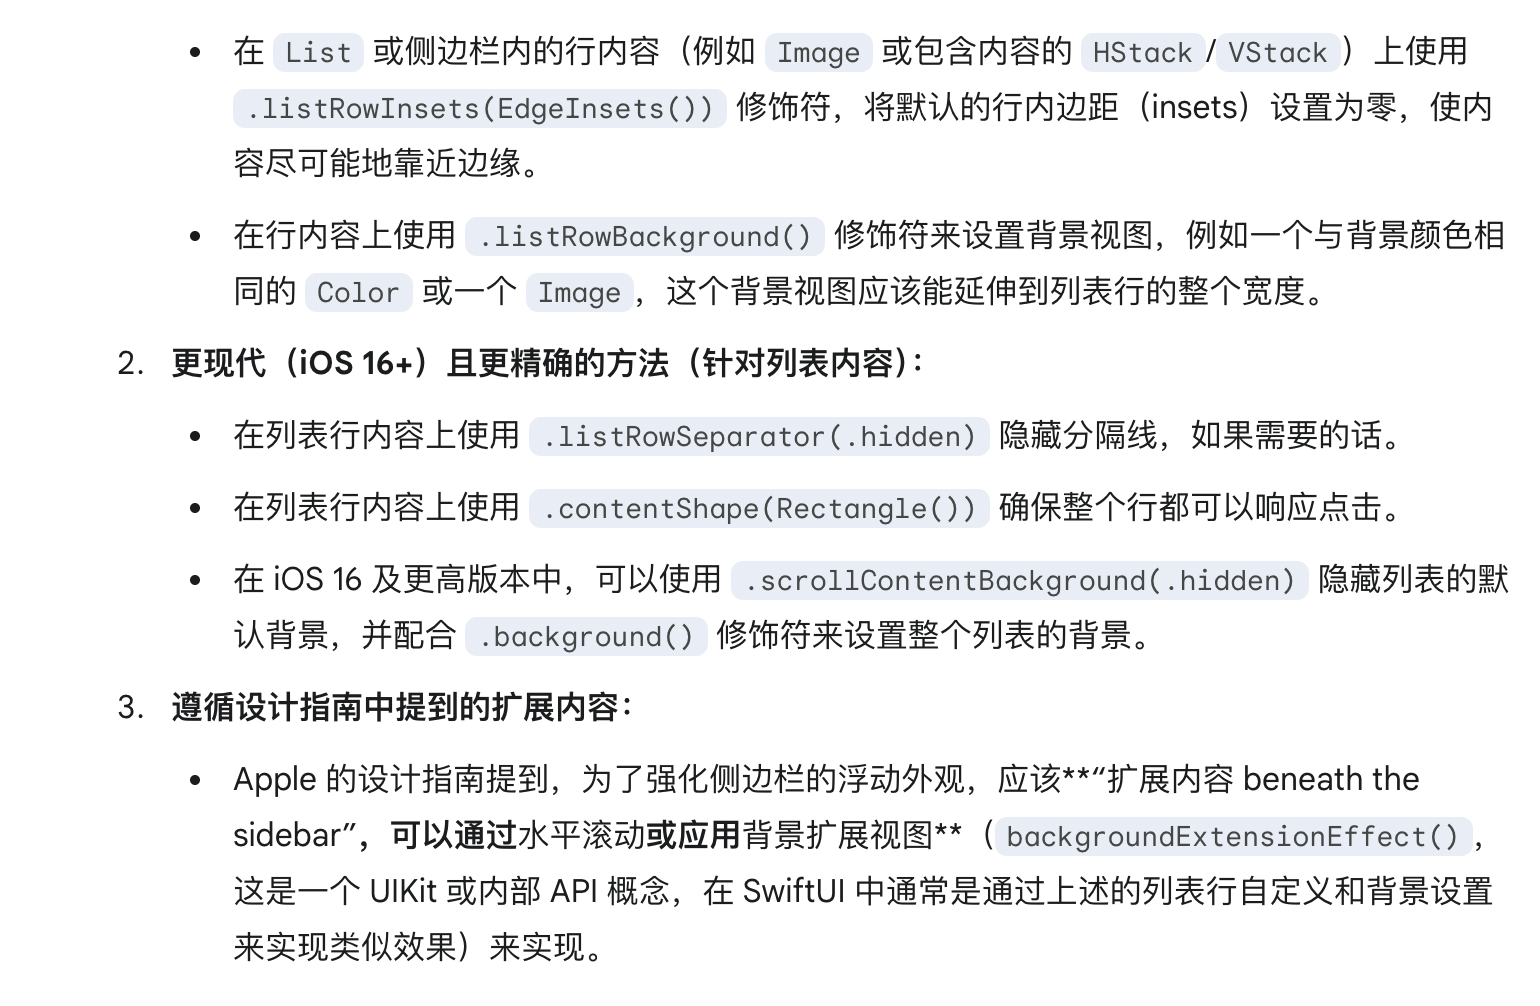 • 在 List 或侧边栏内的行内容（例如 Image 或包含内容的 HStack/VStack）上使用
.listRowInsets(EdgeInsets()) 修饰符，将默认的行内边距（insets）设置为零，使内
容尽可能地靠近边缘。
• 在行内容上使用 .listRowBackground() 修饰符来设置背景视图，例如一个与背景颜色相
同的 Color 或一个 Image，这个背景视图应该能延伸到列表行的整个宽度。
2. 更现代（iOS 16+）且更精确的方法（针对列表内容）：
• 在列表行内容上使用 .listRowSeparator(.hidden) 隐藏分隔线，如果需要的话。
• 在列表行内容上使用 .contentShape(Rectangle()) 确保整个行都可以响应点击。
• 在 iOS 16 及更高版本中，可以使用 .scrollContentBackground(.hidden) 隐藏列表的默
认背景，并配合 .background() 修饰符来设置整个列表的背景。
3. 遵循设计指南中提到的扩展内容：
• Apple 的设计指南提到，为了强化侧边栏的浮动外观，应该**“扩展内容 beneath the
sidebar”，可以通过水平滚动或应用背景扩展视图**（backgroundExtensionEffect()，
这是一个 UIKit 或内部 API 概念，在 SwiftUI 中通常是通过上述的列表行自定义和背景设置
来实现类似效果）来实现。